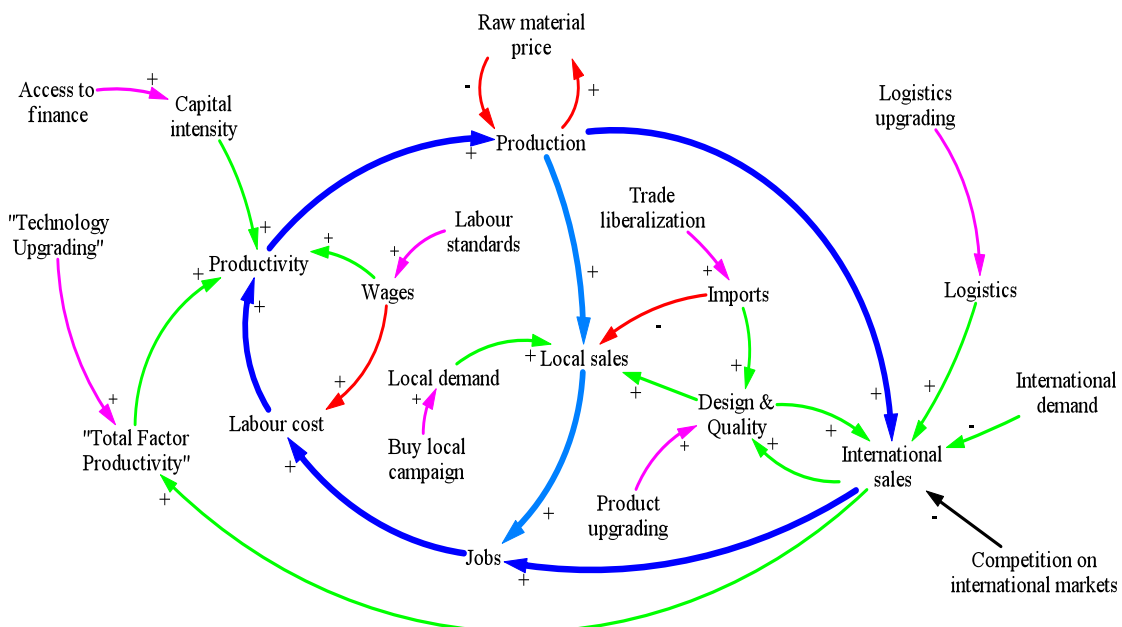 Raw material
price
-
+
Access to
finance
+
Capital
intensity
Logistics
upgrading
Production
+
"Technology
Upgrading"
Labour
standards
Trade
liberalization
+
+
+
+
Productivity
+
+
+
Wages
Imports
Logistics
+
-
+
Local sales
+
+
Local demand
+
+
+
+
International
demand
+
Labour cost
Design &
Quality
+
-
"Total Factor
Productivity"
Buy local
campaign
+
+
+
International
sales
+
+
Product
upgrading
+
-
Jobs
+
Competition on
international markets